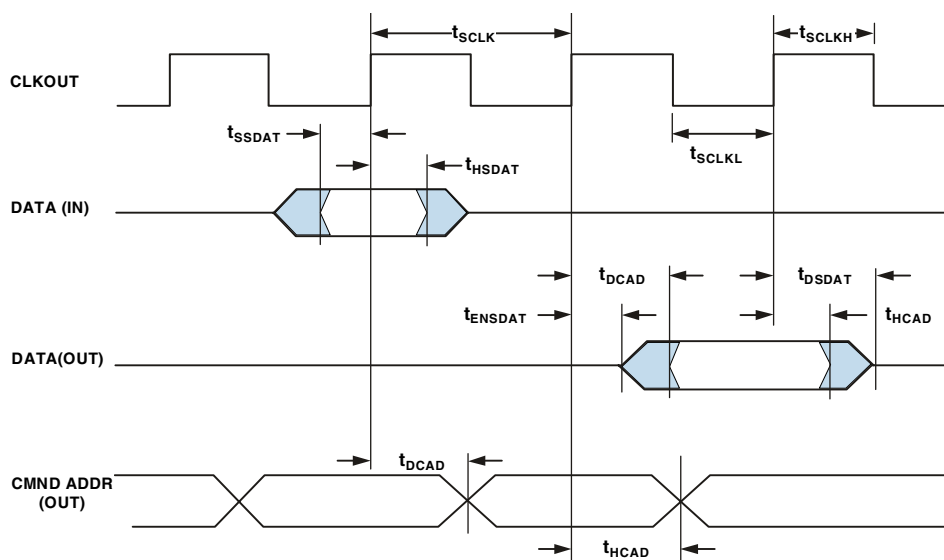 tSCLK
tSCLKH
CLKOUT
tSSDAT
tSCLKL
tHSDAT
DATA (IN)
tDCAD
tDSDAT
tENSDAT
tHCAD
DATA(OUT)
tDCAD
CMND ADDR
(OUT)
tHCAD